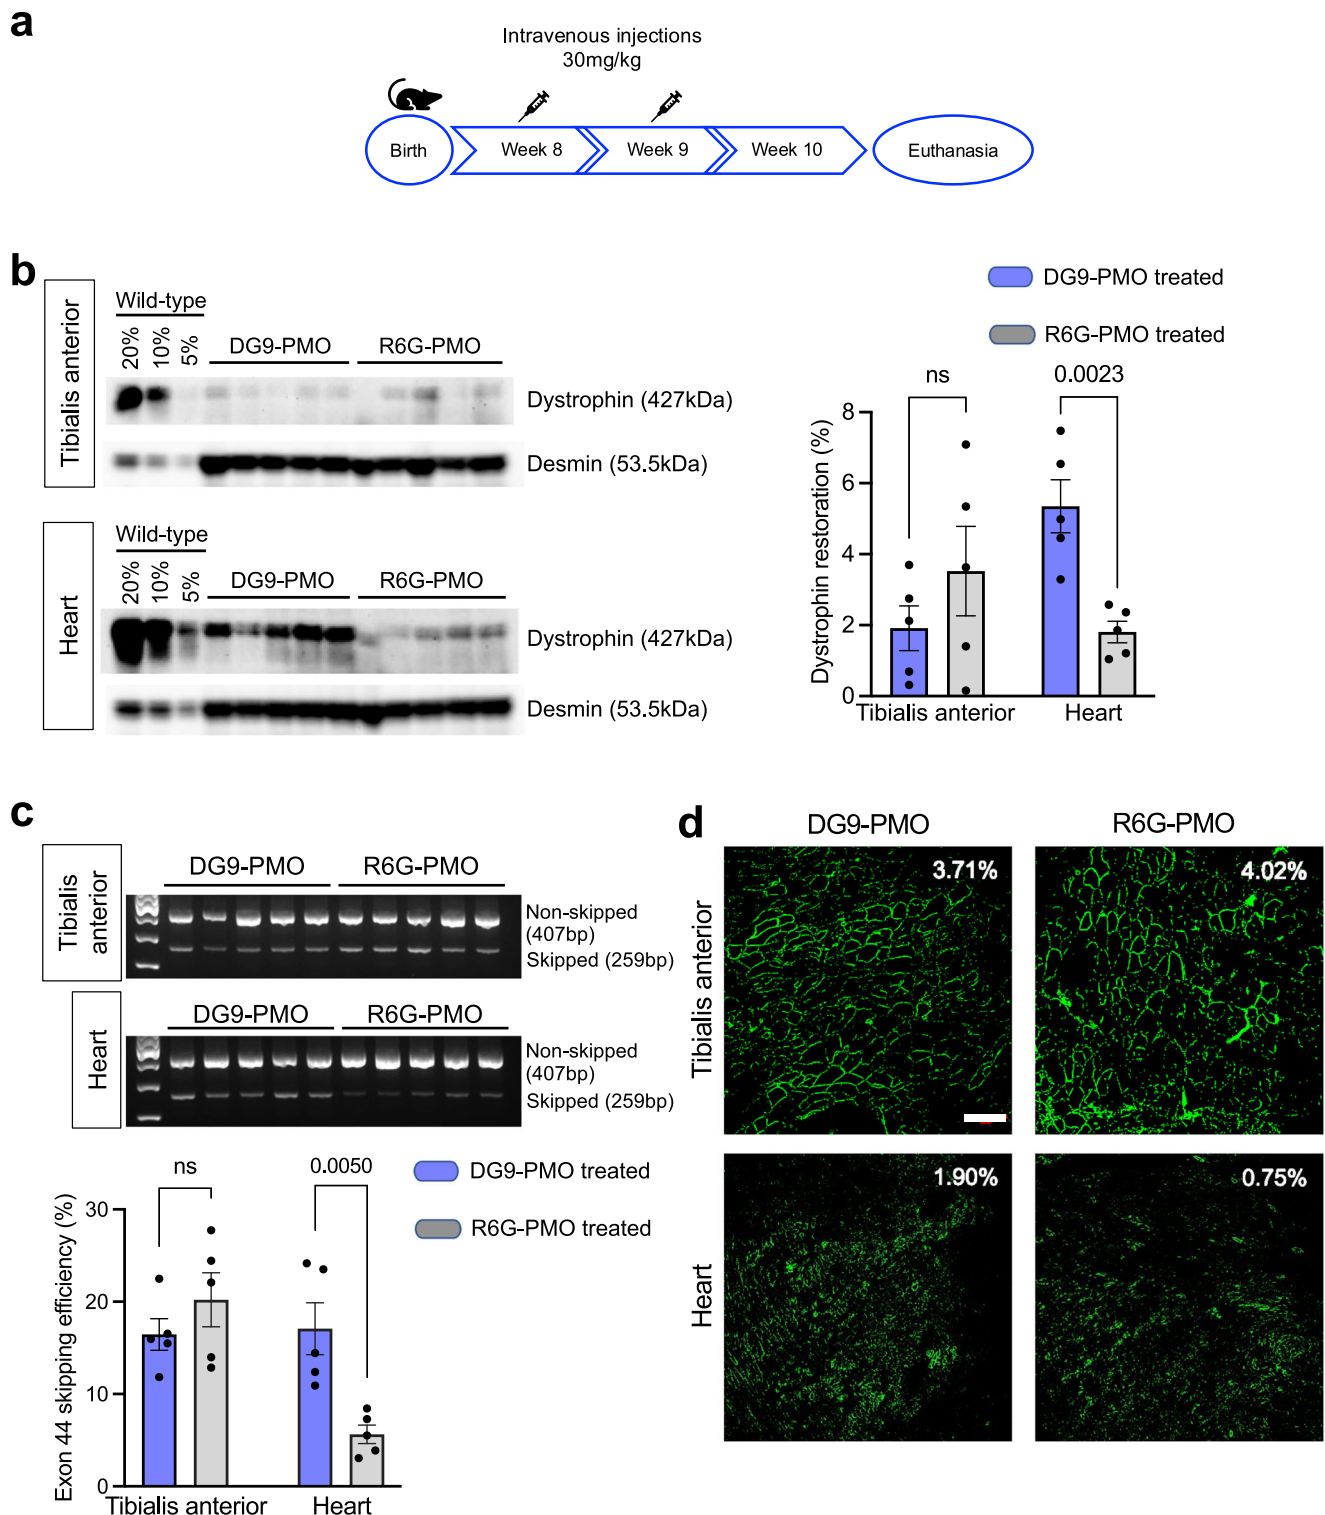 a
Intravenous injections
30mg/kg
Birth
Week 8
Week 9
Week 10
Euthanasia
b
Tibialis anterior
Wild-type
20%
10%
5%
DG9-PMO
R6G-PMO
Dystrophin (427kDa)
Desmin (53.5kDa)
Heart
Wild-type
20%
10%
5%
DG9-PMO
R6G-PMO
Dystrophin (427kDa)
Desmin (53.5kDa)
DG9-PMO treated
R6G-PMO treated
ns
0.0023
Dystrophin restoration (%)
8
6
4
2
0
Tibialis anterior
Heart
c
Tibialis
anterior
DG9-PMO
R6G-PMO
Non-skipped
(407bp)
Skipped (259bp)
Heart
DG9-PMO
R6G-PMO
Non-skipped
(407bp)
Skipped (259bp)
ns
0.0050
DG9-PMO treated
R6G-PMO treated
Exon 44 skipping efficiency (%)
30
20
10
0
Tibialis anterior
Heart
d
DG9-PMO
R6G-PMO
Tibialis anterior
3.71%
4.02%
Heart
1.90%
0.75%